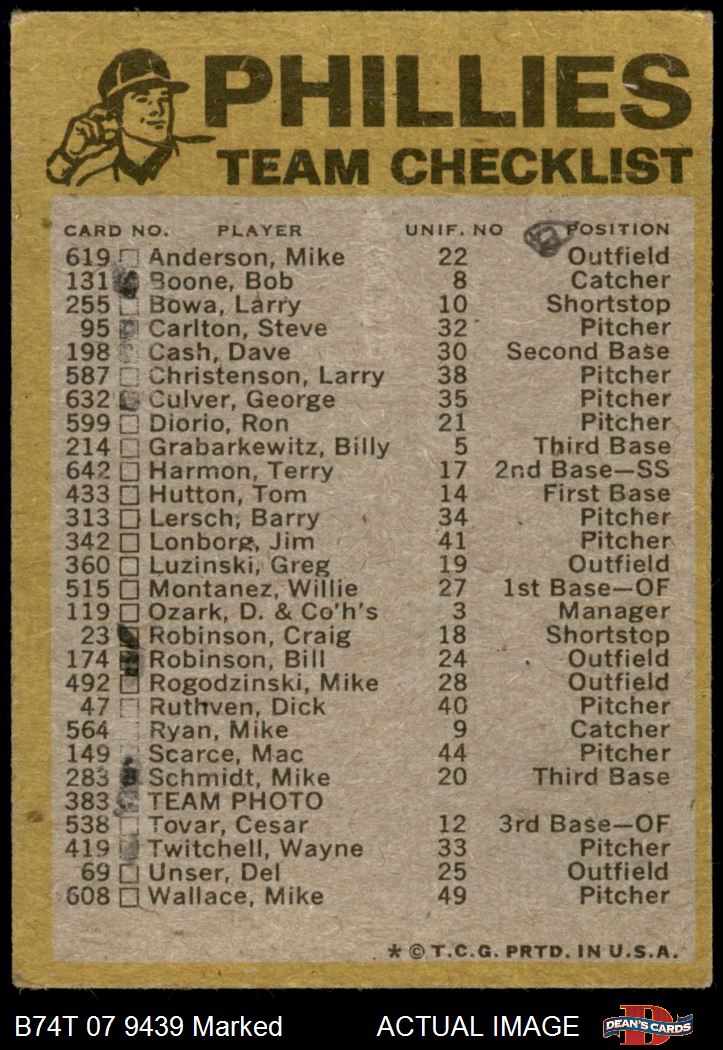 PHILLIES
TEAM CHECKLIST
CARD NO. PLAYER UNIF. NO POSITION
619 Anderson, Mike 22 Outfield
131 Boone, Bob 8 Catcher
255 Bowa, Larry 10 Shortstop
95 Carlton, Steve 32 Pitcher
198 Cash, Dave 30 Second Base
587 Christenson, Larry 38 Pitcher
632 Culver, George 35 Pitcher
599 Diorio, Ron 21 Pitcher
214 Grabarkewitz, Billy 5 Third Base
642 Harmon, Terry 17 2nd Base—SS
433 Hutton, Tom 14 First Base
313 Lersch, Barry 34 Pitcher
342 Lonborg, Jim 41 Pitcher
360 Luzinski, Greg 19 Outfield
515 Montanez, Willie 27 1st Base—OF
119 Ozark, D. & Co'h's 3 Manager
23 Robinson, Craig 18 Shortstop
174 Robinson, Bill 24 Outfield
492 Rogodzinski, Mike 28 Outfield
47 Ruthven, Dick 40 Pitcher
564 Ryan, Mike 9 Catcher
149 Scarce, Mac 44 Pitcher
283 Schmidt, Mike 20 Third Base
383 TEAM PHOTO
538 Tovar, Cesar 12 3rd Base—OF
419 Twitchell, Wayne 33 Pitcher
69 Unser, Del 25 Outfield
608 Wallace, Mike 49 Pitcher
* © T.C.G. PRTD. IN U.S.A.
B74T 07 9439 Marked ACTUAL IMAGE
D
DEAN'S CARDS